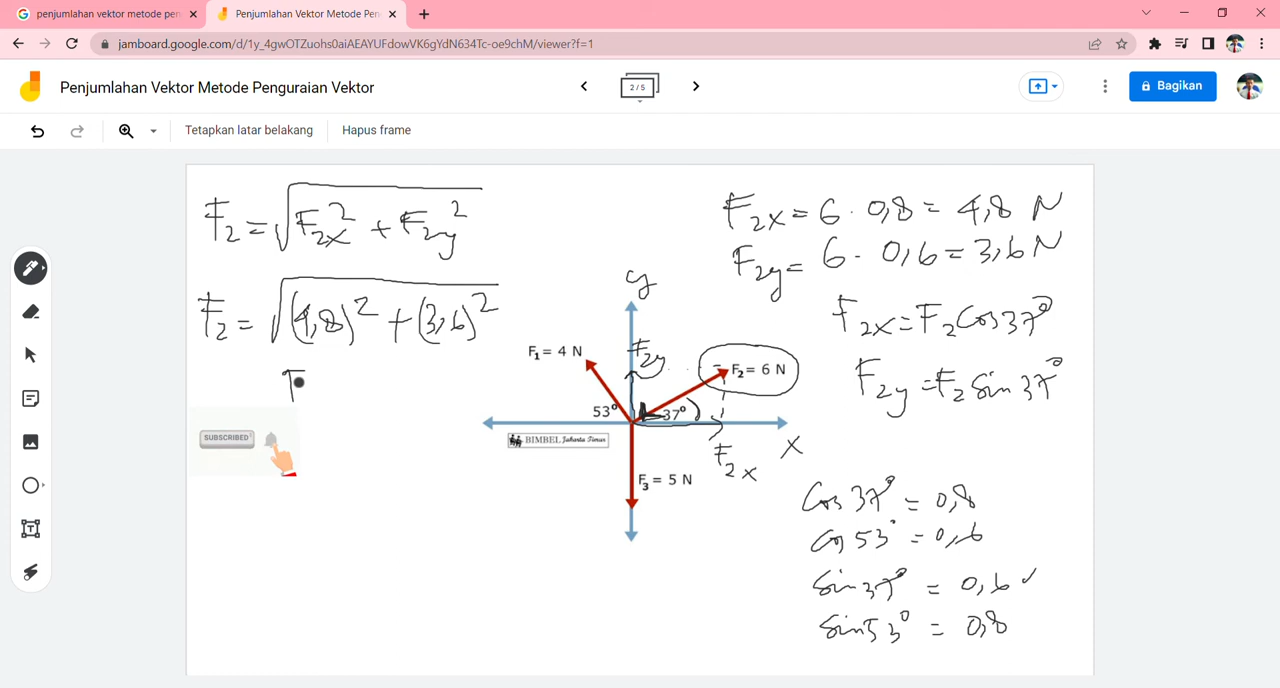 penjumlahan vektor metode pen
Penjumlahan Vektor Metode Pen
jamboard.google.com/d/1y_4gwOTZuohs0aiAEAYUFdowVK6gYdN634Tc-oe9chM/viewer?f=1
Penjumlahan Vektor Metode Penguraian Vektor
2 / 5
Bagikan
Tetapkan latar belakang
Hapus frame
F₂ = √(F₂ₓ² + F₂y²)
F₂ = √((4,8)² + (3,6)²)
F₂x = 6 · 0,8 = 4,8 N
F₂y = 6 · 0,6 = 3,6 N
F₂x = F₂ Cos 37°
F₂y = F₂ Sin 37°
y
F₁ = 4 N
F₂y
F₂ = 6 N
53°
37°
BIMBEL Jakarta Timur
x
F₂x
F₃ = 5 N
SUBSCRIBED
Cos 37° = 0,8
Cos 53° = 0,6
Sin 37° = 0,6 ✓
Sin 53° = 0,8